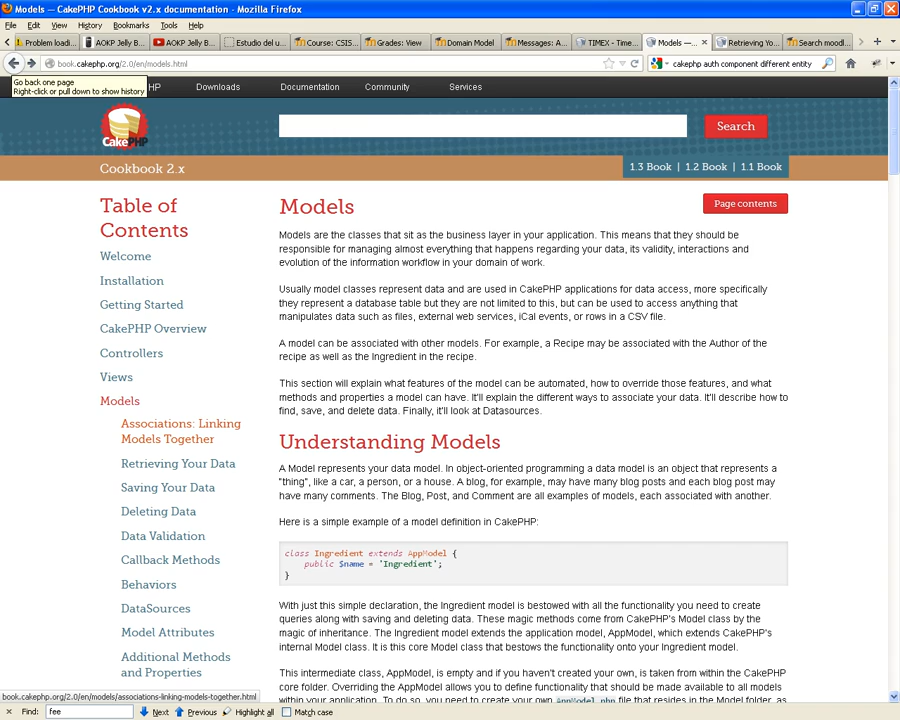 Models — CakePHP Cookbook v2.x documentation - Mozilla Firefox
File Edit View History Bookmarks Tools Help
Problem loadi... AOKP Jelly B... AOKP Jelly B... Estudio del u... Course: CSIS... Grades: View Domain Model Messages: A... TIMEX - Time... Models —... Retrieving Yo... Search moodl...
book.cakephp.org/2.0/en/models.html
cakephp auth component different entity
Go back one page
Right-click or pull down to show history
HP Downloads Documentation Community Services
CakePHP
Search
Cookbook 2.x
1.3 Book | 1.2 Book | 1.1 Book
Table of
Contents
Welcome
Installation
Getting Started
CakePHP Overview
Controllers
Views
Models
Associations: Linking
Models Together
Retrieving Your Data
Saving Your Data
Deleting Data
Data Validation
Callback Methods
Behaviors
DataSources
Model Attributes
Additional Methods
and Properties
Models
Page contents
Models are the classes that sit as the business layer in your application. This means that they should be
responsible for managing almost everything that happens regarding your data, its validity, interactions and
evolution of the information workflow in your domain of work.
Usually model classes represent data and are used in CakePHP applications for data access, more specifically
they represent a database table but they are not limited to this, but can be used to access anything that
manipulates data such as files, external web services, iCal events, or rows in a CSV file.
A model can be associated with other models. For example, a Recipe may be associated with the Author of the
recipe as well as the Ingredient in the recipe.
This section will explain what features of the model can be automated, how to override those features, and what
methods and properties a model can have. It'll explain the different ways to associate your data. It'll describe how to
find, save, and delete data. Finally, it'll look at Datasources.
Understanding Models
A Model represents your data model. In object-oriented programming a data model is an object that represents a
"thing", like a car, a person, or a house. A blog, for example, may have many blog posts and each blog post may
have many comments. The Blog, Post, and Comment are all examples of models, each associated with another.
Here is a simple example of a model definition in CakePHP:
class Ingredient extends AppModel {
public $name = 'Ingredient';
}
With just this simple declaration, the Ingredient model is bestowed with all the functionality you need to create
queries along with saving and deleting data. These magic methods come from CakePHP's Model class by the
magic of inheritance. The Ingredient model extends the application model, AppModel, which extends CakePHP's
internal Model class. It is this core Model class that bestows the functionality onto your Ingredient model.
This intermediate class, AppModel, is empty and if you haven't created your own, is taken from within the CakePHP
core folder. Overriding the AppModel allows you to define functionality that should be made available to all models
within your application. To do so, you need to create your own AppModel.php file that resides in the Model folder, as
book.cakephp.org/2.0/en/models/associations-linking-models-together.html
Find: fee Next Previous Highlight all Match case